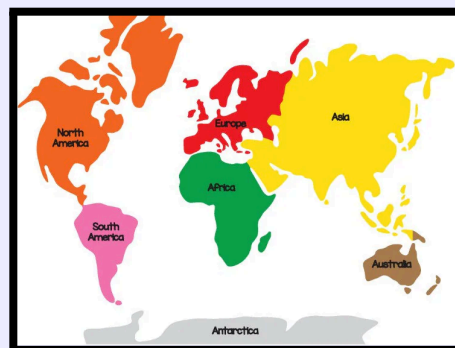 North
America
Europe
Asia
Africa
South
America
Australia
Antarctica